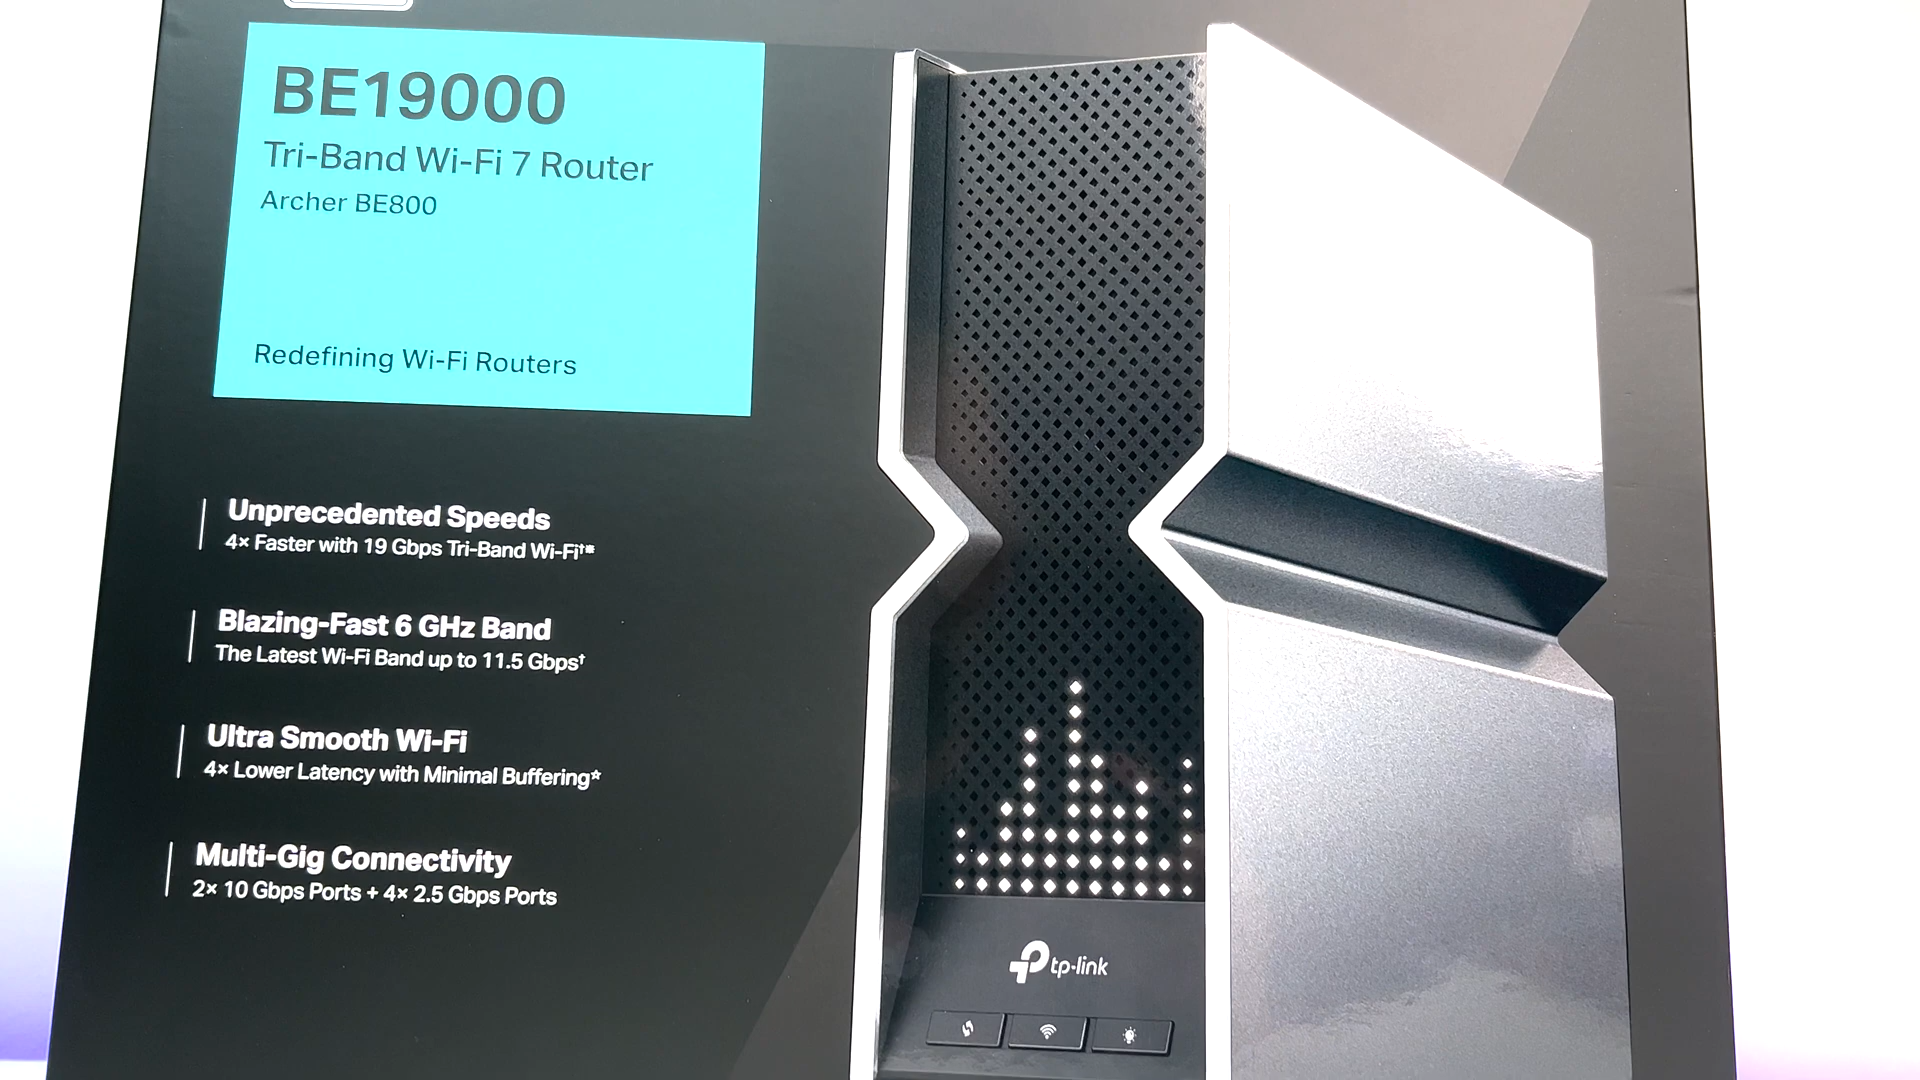 BE19000
Tri-Band Wi-Fi 7 Router
Archer BE800
Redefining Wi-Fi Routers
Unprecedented Speeds
4× Faster with 19 Gbps Tri-Band Wi-Fi†※
Blazing-Fast 6 GHz Band
The Latest Wi-Fi Band up to 11.5 Gbps†
Ultra Smooth Wi-Fi
4× Lower Latency with Minimal Buffering☆
Multi-Gig Connectivity
2× 10 Gbps Ports + 4× 2.5 Gbps Ports
tp-link